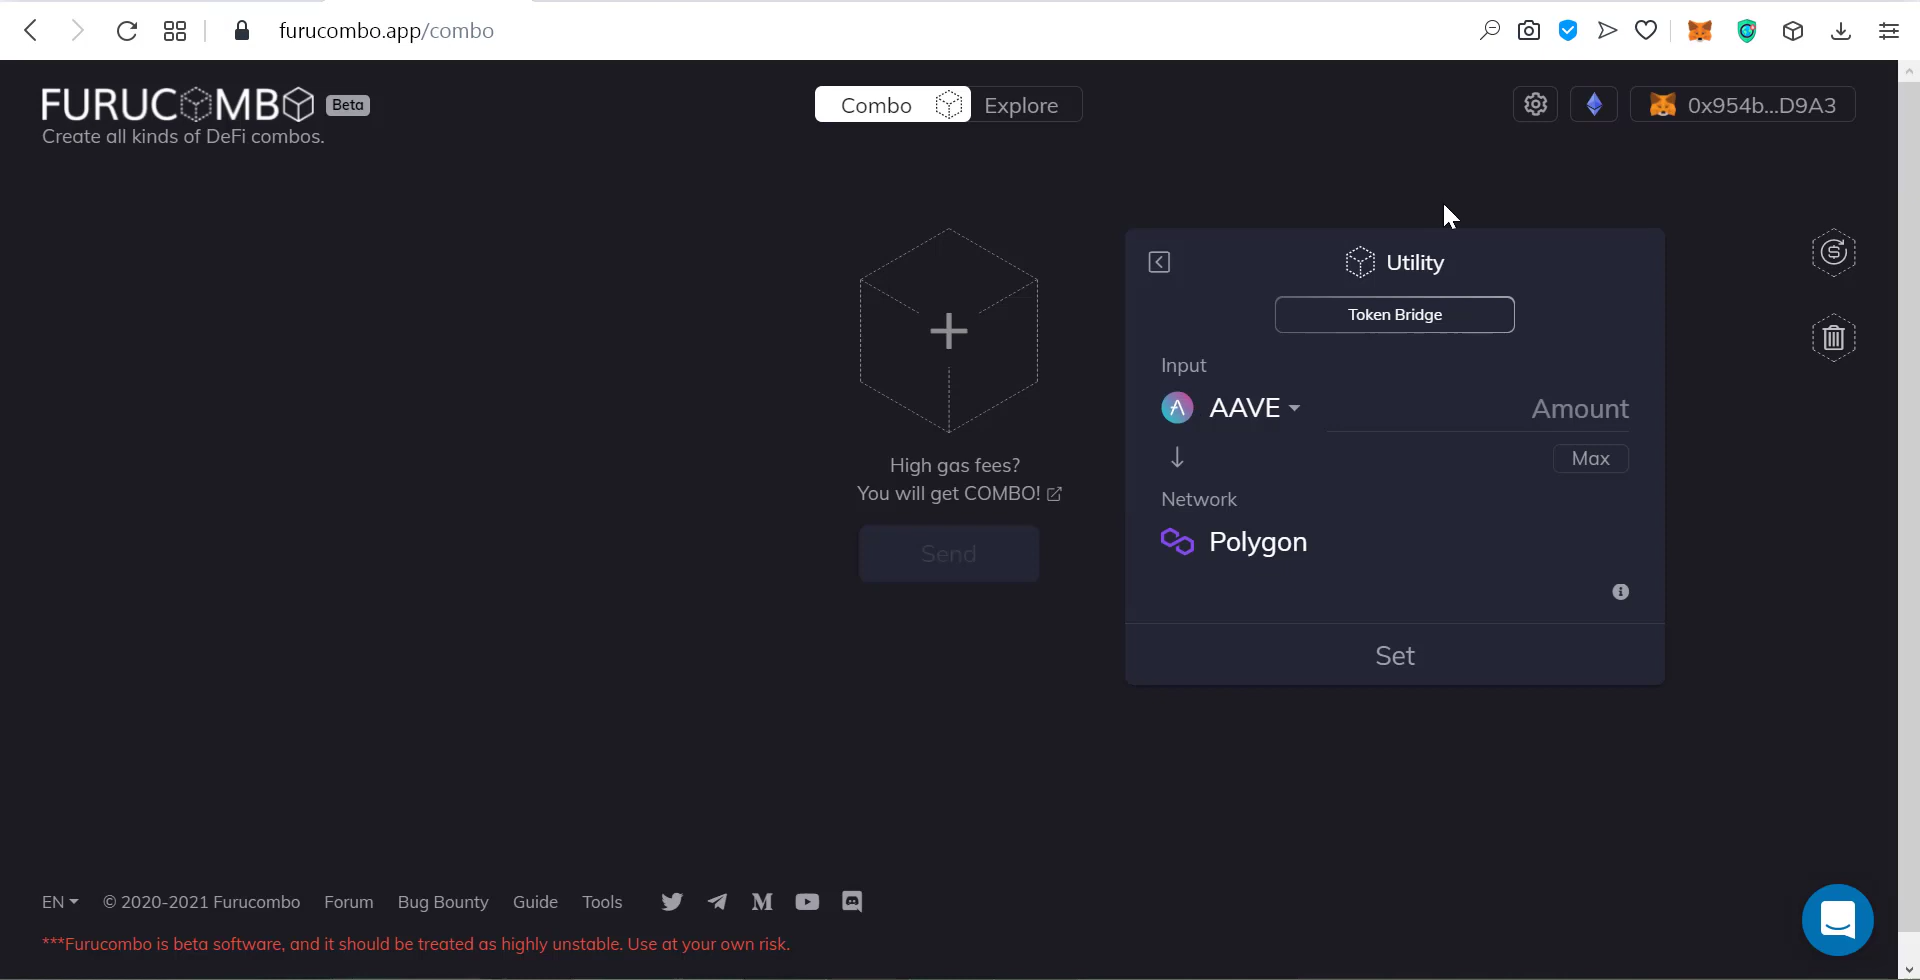 furucombo.app/combo
FURUCOMBO Beta
Create all kinds of DeFi combos.
Combo Explore
0x954b...D9A3
High gas fees?
You will get COMBO!
Send
Utility
Token Bridge
Input
AAVE Amount
Max
Network
Polygon
Set
EN © 2020-2021 Furucombo Forum Bug Bounty Guide Tools
***Furucombo is beta software, and it should be treated as highly unstable. Use at your own risk.